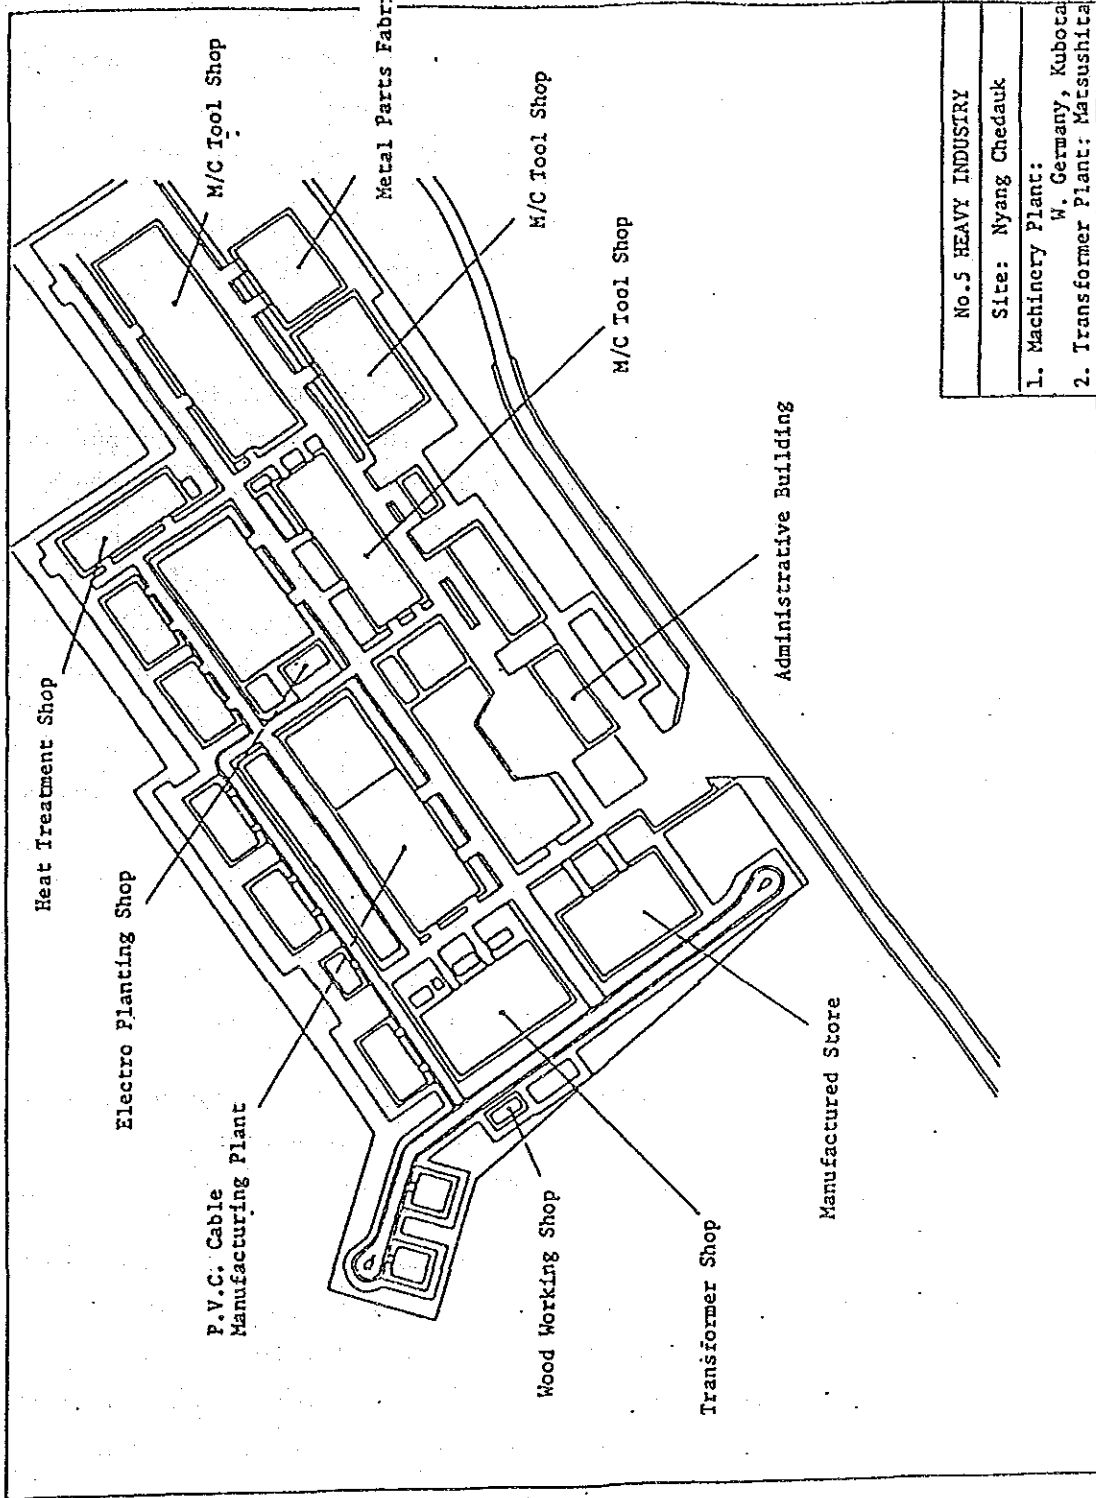 Heat Treatment Shop
Electro Planting Shop
P.V.C. Cable
Manufacturing Plant
Wood Working Shop
Transformer Shop
Manufactured Store
Administrative Building
M/C Tool Shop
M/C Tool Shop
Metal Parts Fabri
M/C Tool Shop
No.5 HEAVY INDUSTRY
Site: Nyang Chedauk
1. Machinery Plant:
W. Germany, Kubota
2. Transformer Plant: Matsushita